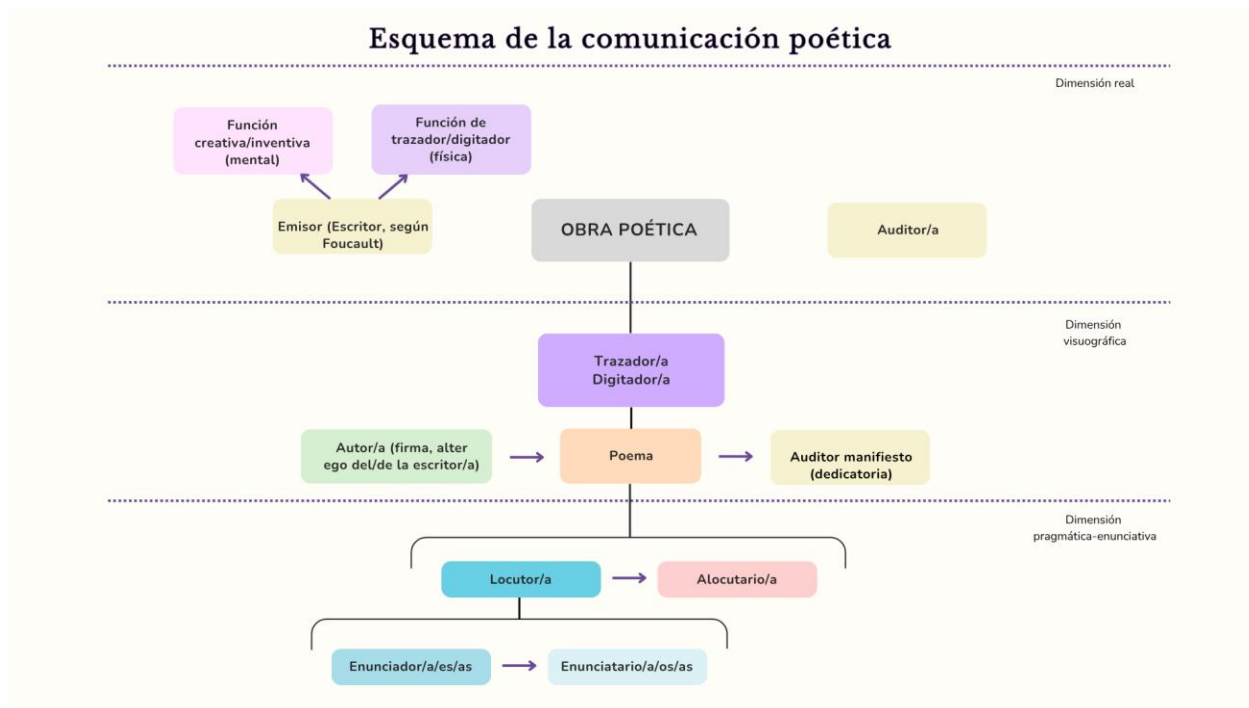 Esquema de la comunicación poética
Dimensión real
Función
creativa/inventiva
(mental)
Función de
trazador/digitador
(física)
Emisor (Escritor, según
Foucault)
OBRA POÉTICA
Auditor/a
Dimensión
visuográfica
Trazador/a
Digitador/a
Autor/a (firma, alter
ego del/de la escritor/a)
Poema
Auditor manifiesto
(dedicatoria)
Dimensión
pragmática-enunciativa
Locutor/a
Alocutario/a
Enunciador/a/es/as
Enunciatario/a/os/as